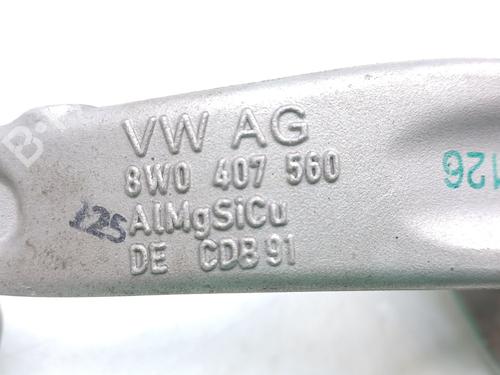 VW AG
8W0 407 560
125 AlMgSiCu
DE CDB 91
126